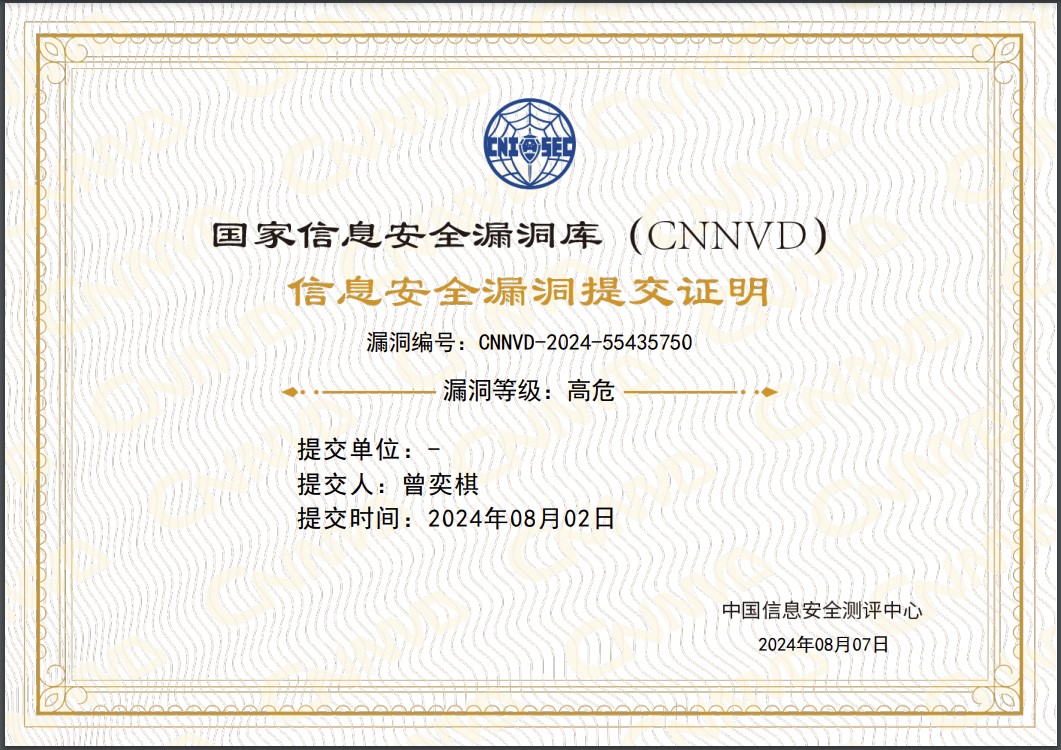 CNISEC
国家信息安全漏洞库（CNNVD）
信息安全漏洞提交证明
漏洞编号：CNNVD-2024-55435750
漏洞等级：高危
提交单位：-
提交人：曾奕棋
提交时间：2024年08月02日
中国信息安全测评中心
2024年08月07日